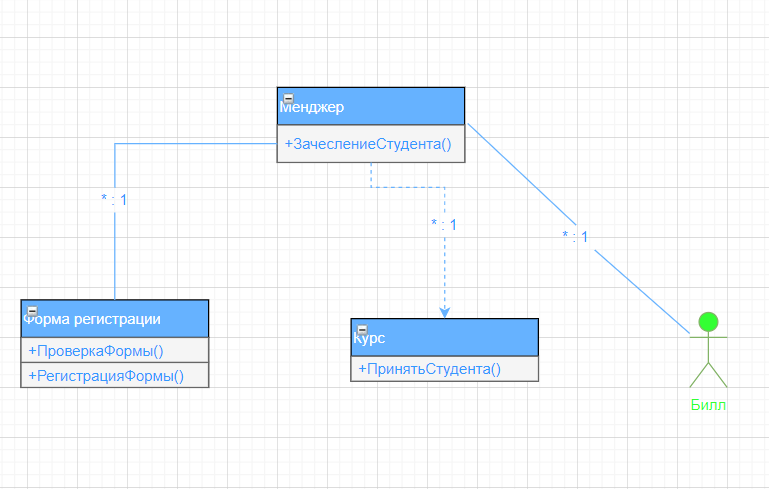 Менджер
+ЗачеслениеСтудента()
* : 1
* : 1
* : 1
Форма регистрации
+ПроверкаФормы()
+РегистрацияФормы()
Курс
+ПринятьСтудента()
Билл